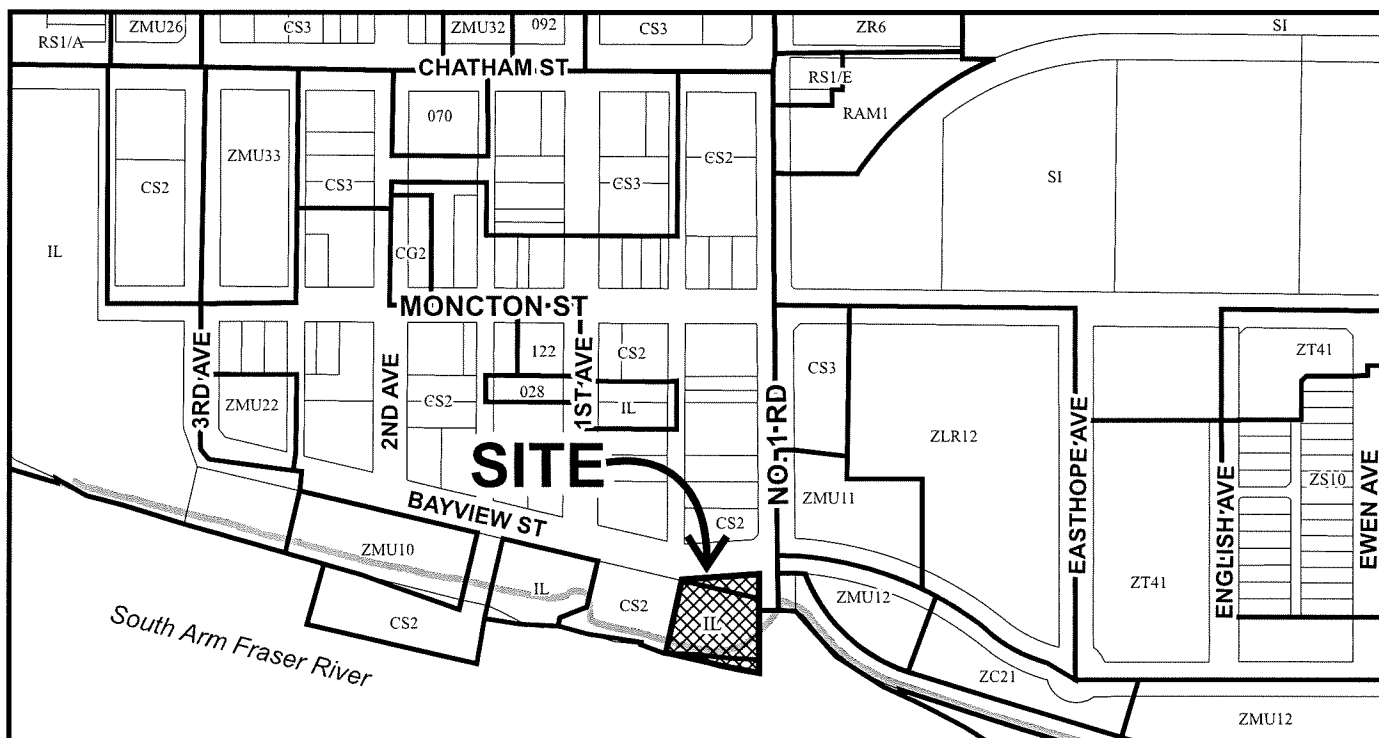 RS1/A
ZMU26
CS3
ZMU32
092
CS3
ZR6
SI
CHATHAM ST
RS1/E
RAM1
070
ZMU33
CS2
CS3
CS3
CS2
SI
IL
CG2
MONCTON ST
3RD AVE
2ND AVE
1ST AVE
NO. 1 RD
122
CS2
028
IL
CS3
ZT41
ZMU22
CS2
ZLR12
EASTHOPE AVE
ENGLISH AVE
ZS10
EWEN AVE
SITE
BAYVIEW ST
CS2
ZMU11
ZMU10
IL
CS2
IL
ZMU12
ZT41
CS2
South Arm Fraser River
ZC21
ZMU12